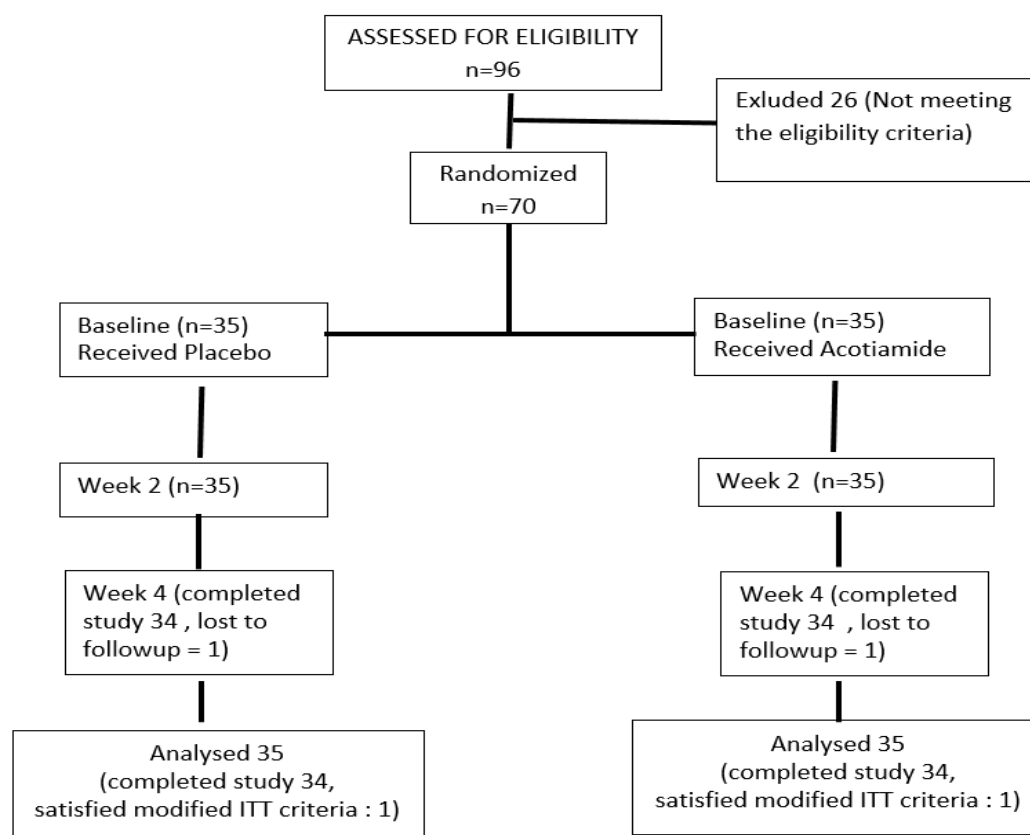 ASSESSED FOR ELIGIBILITY
n=96
Exluded 26 (Not meeting
the eligibility criteria)
Randomized
n=70
Baseline (n=35)
Received Placebo
Baseline (n=35)
Received Acotiamide
Week 2 (n=35)
Week 2  (n=35)
Week 4 (completed
study 34 , lost to
followup = 1)
Week 4 (completed
study 34  , lost to
followup = 1)
Analysed 35
(completed study 34,
satisfied modified ITT criteria : 1)
Analysed 35
(completed study 34,
satisfied modified ITT criteria : 1)